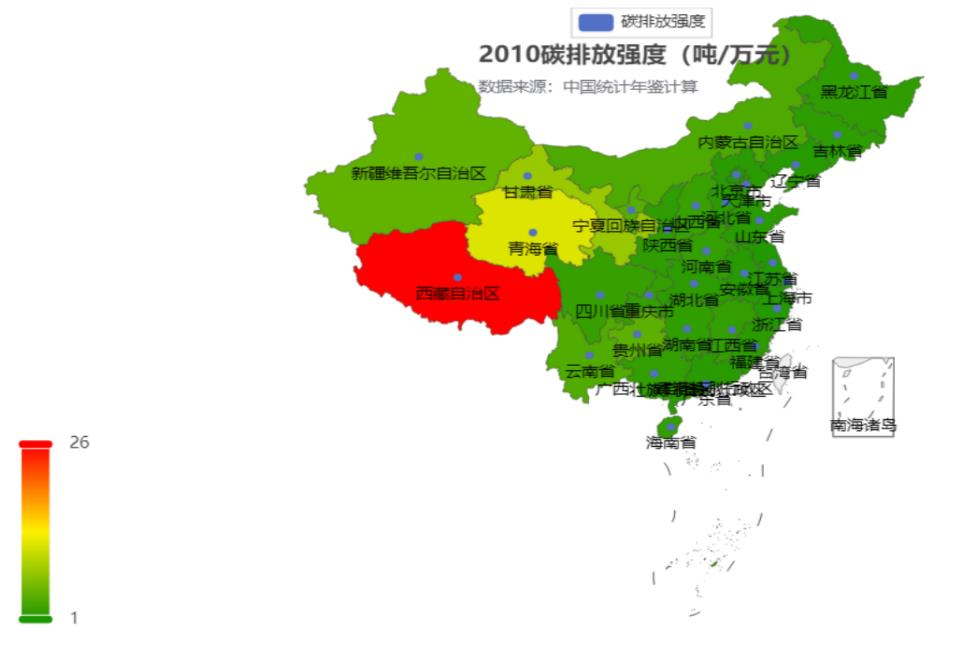 碳排放强度
2010碳排放强度（吨/万元）
数据来源：中国统计年鉴计算
黑龙江省
内蒙古自治区
吉林省
新疆维吾尔自治区
甘肃省
北京市
辽宁省
天津市
宁夏回族自治区
山西省
河北省
青海省
陕西省
山东省
河南省
西藏自治区
安徽省
江苏省
四川省
重庆市
湖北省
上海市
浙江省
贵州省
湖南省
江西省
云南省
福建省
台湾省
广西壮族
行政区
广东省
南海诸岛
海南省
26
1